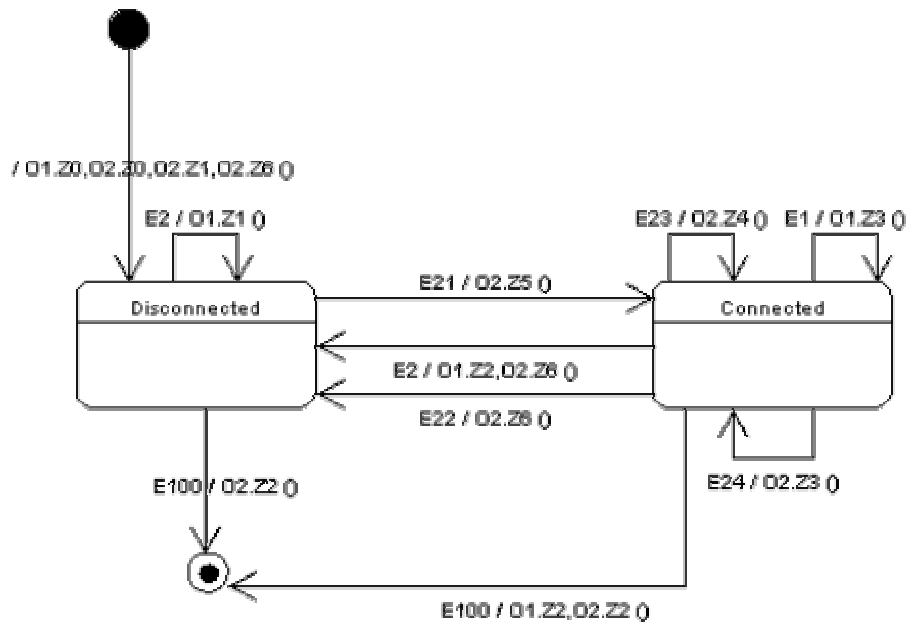 / O1.Z0,O2.Z0,O2.Z1,O2.Z6 ()
E2 / O1.Z1 ()
E23 / O2.Z4 ()
E1 / O1.Z3 ()
E21 / O2.Z5 ()
Disconnected
Connected
E2 / O1.Z2,O2.Z6 ()
E22 / O2.Z6 ()
E100 / O2.Z2 ()
E24 / O2.Z3 ()
E100 / O1.Z2,O2.Z2 ()